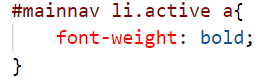 #mainnav li.active a{
    font-weight: bold;
}